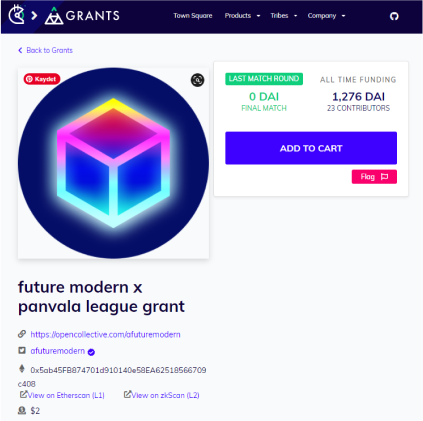 GRANTS
Town Square Products Tribes Company
Back to Grants
Kaydet
LAST MATCH ROUND ALL TIME FUNDING
0 DAI 1,276 DAI
FINAL MATCH 23 CONTRIBUTORS
ADD TO CART
Flag
future modern x
panvala league grant
https://opencollective.com/afuturemodern
afuturemodern
0x5ab45FB874701d910140e58EA62518566709
c408
View on Etherscan (L1) View on zkScan (L2)
$2